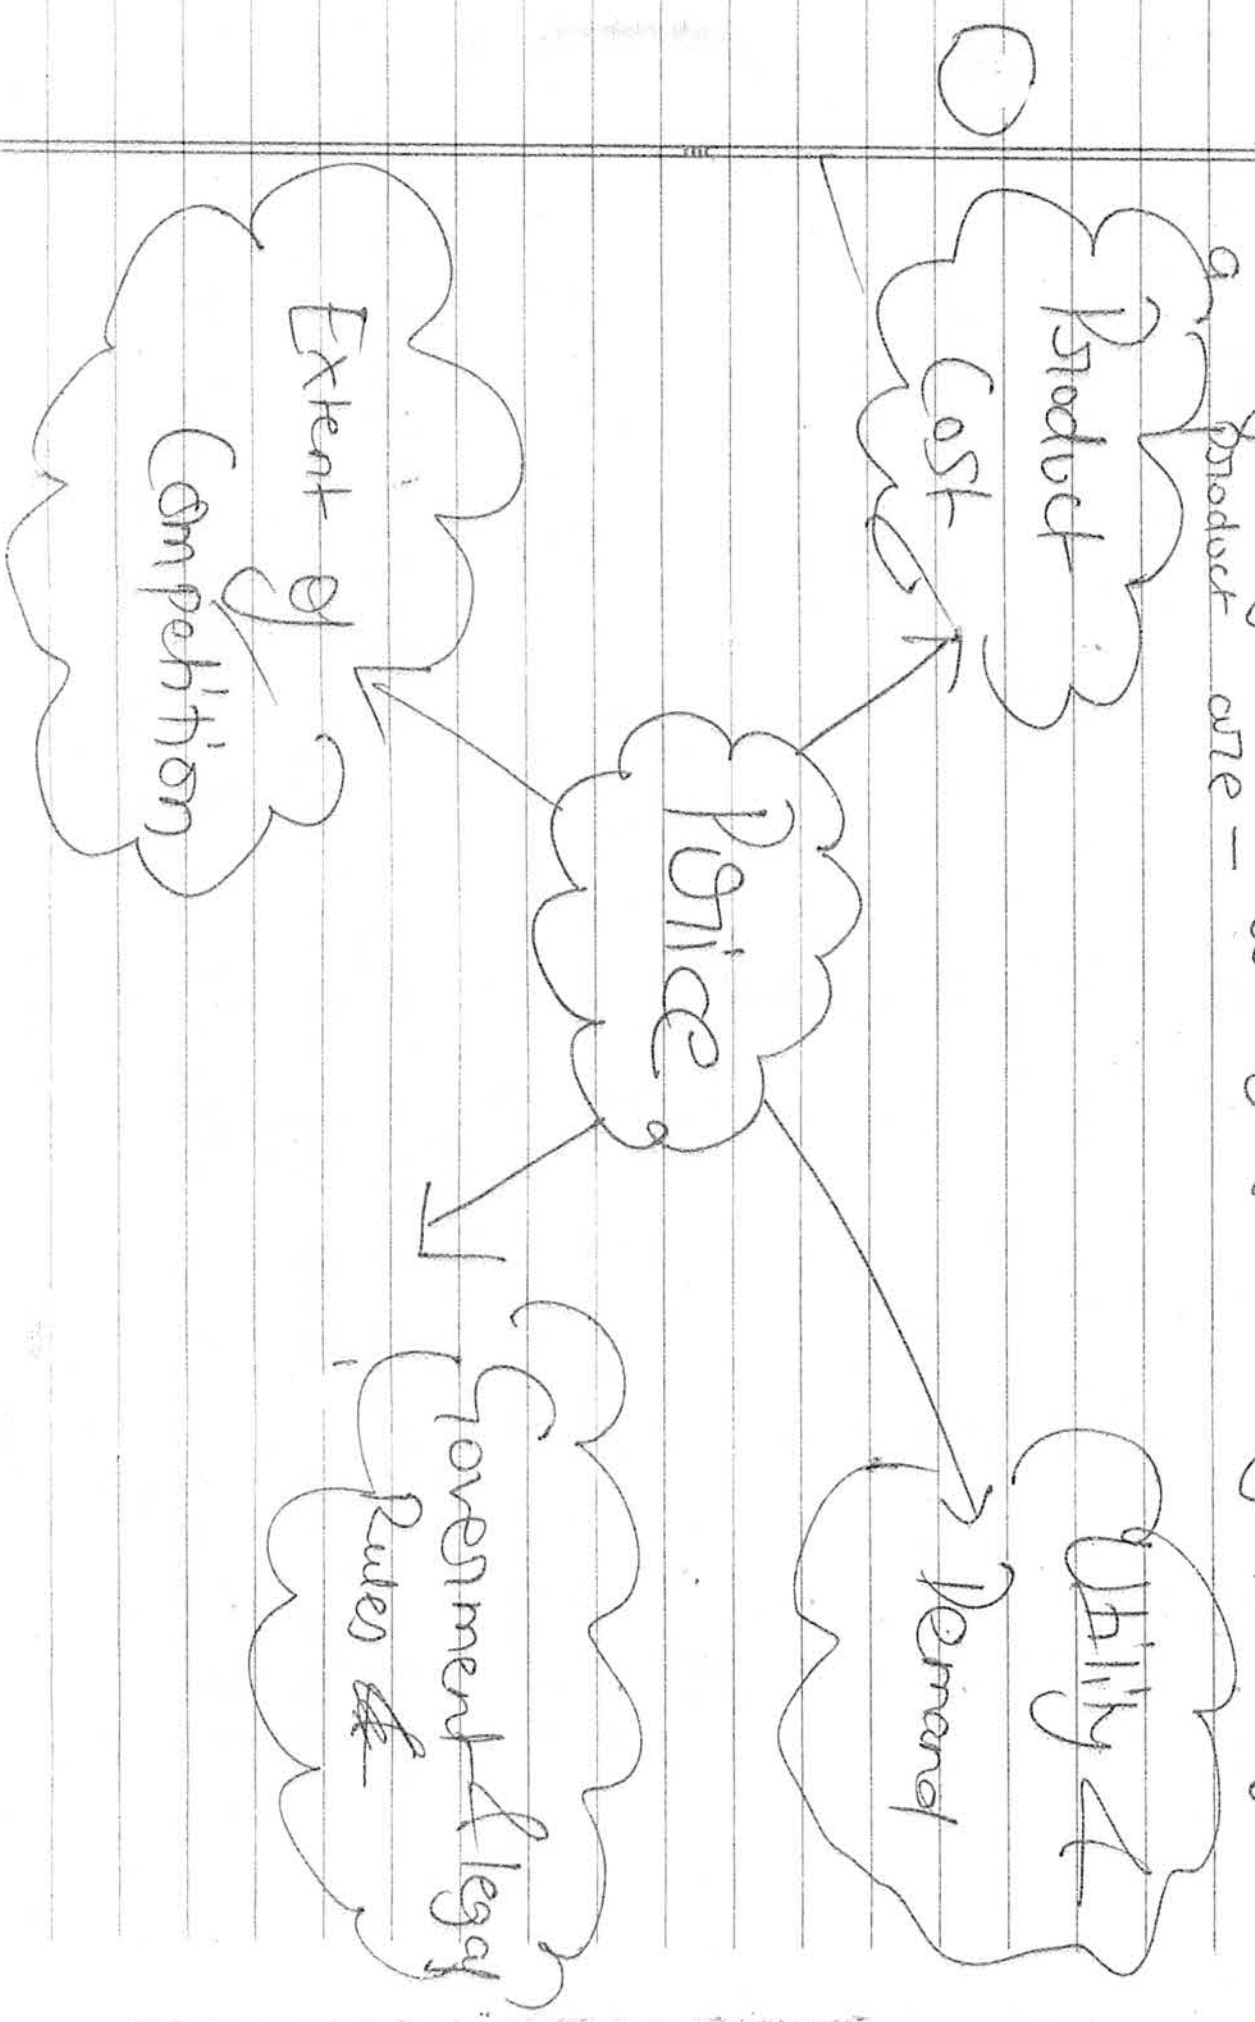 a product are -
Product
Cost
Utility &
Demand
Price
Extent of
Competition
Government & legal
Rules